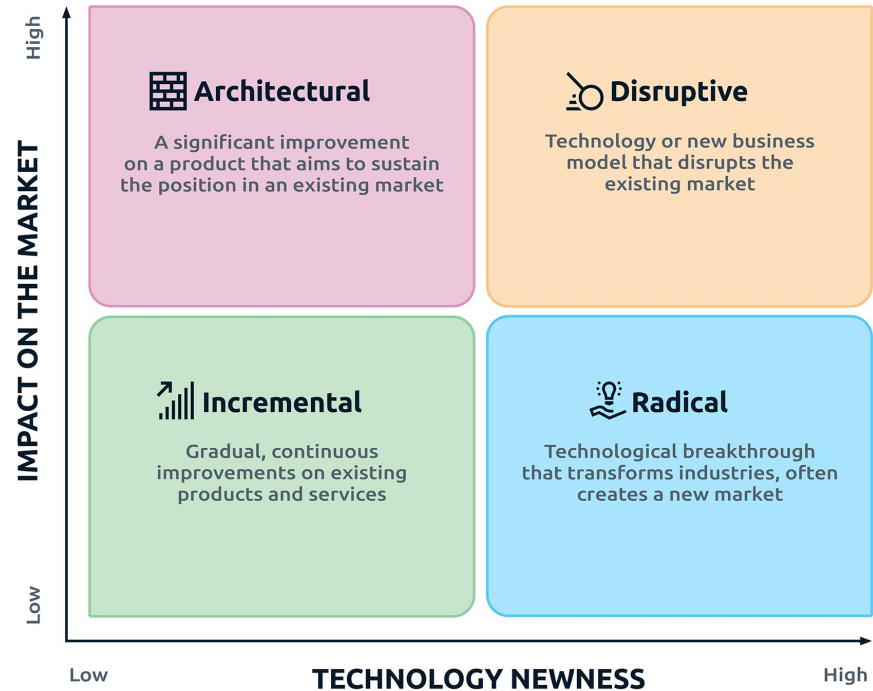 High
IMPACT ON THE MARKET
Low
Architectural
A significant improvement
on a product that aims to sustain
the position in an existing market
Disruptive
Technology or new business
model that disrupts the
existing market
Incremental
Gradual, continuous
improvements on existing
products and services
Radical
Technological breakthrough
that transforms industries, often
creates a new market
Low
TECHNOLOGY NEWNESS
High